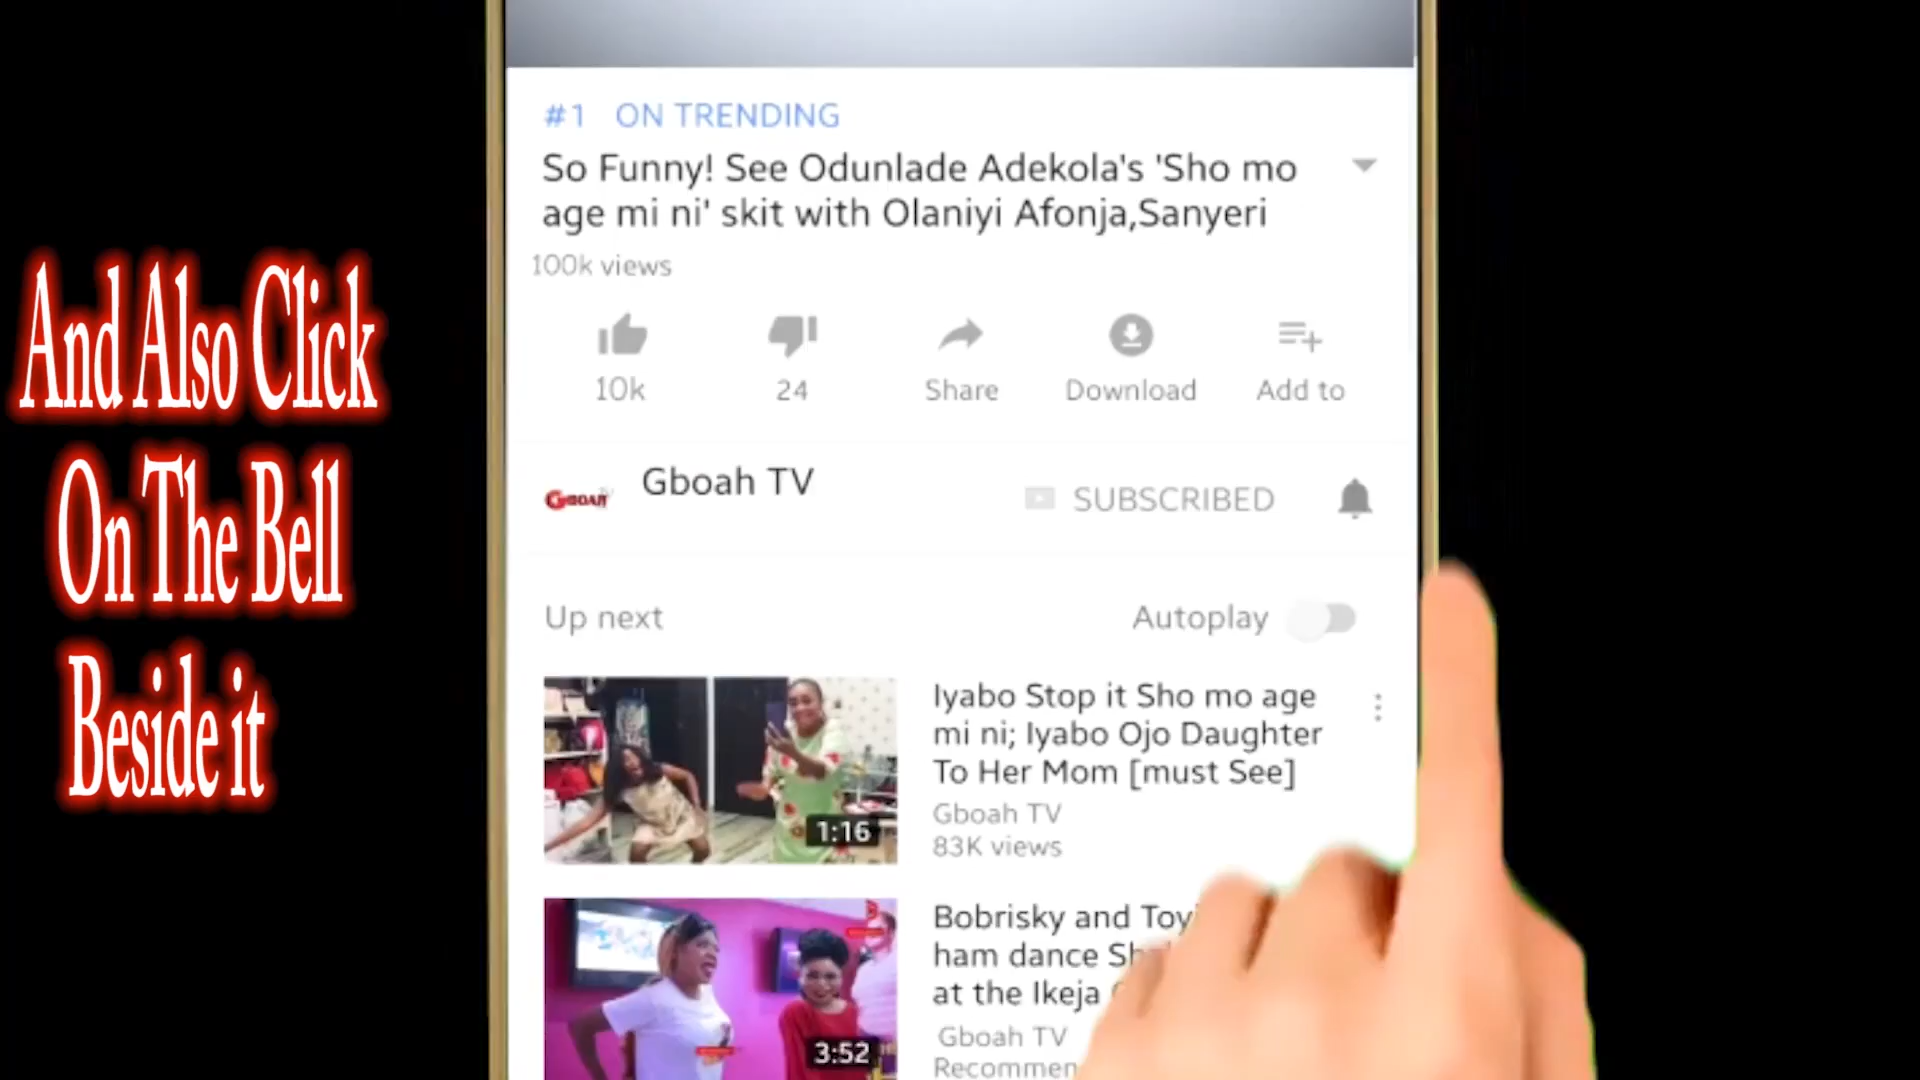 And Also Click
On The Bell
Beside it
#1 ON TRENDING
So Funny! See Odunlade Adekola's 'Sho mo
age mi ni' skit with Olaniyi Afonja,Sanyeri
100k views
10k
24
Share
Download
Add to
GBOAH TV
Gboah TV
SUBSCRIBED
Up next
Autoplay
1:16
Iyabo Stop it Sho mo age
mi ni; Iyabo Ojo Daughter
To Her Mom [must See]
Gboah TV
83K views
3:52
Bobrisky and
ham dance
at the Ikeja
Gboah TV